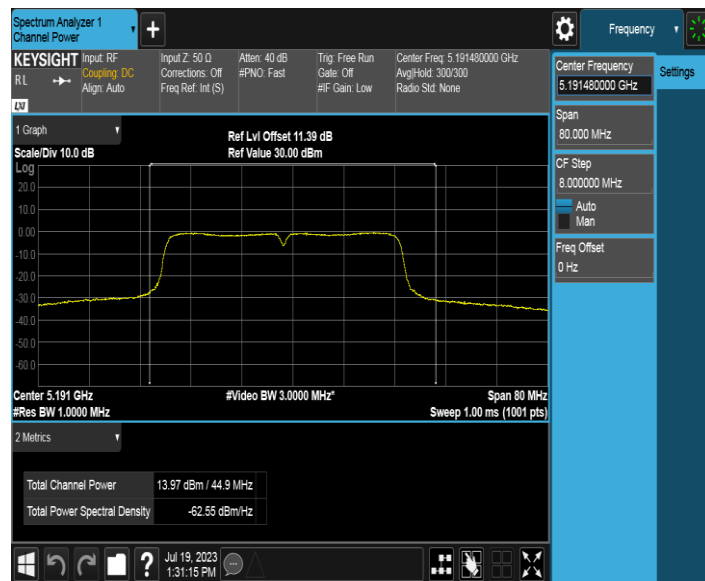 Spectrum Analyzer 1
Channel Power
Frequency
KEYSIGHT
RL
LXI
Input: RF
Coupling: DC
Align: Auto
Input Z: 50 Ω
Corrections: Off
Freq Ref: Int (S)
Atten: 40 dB
#PNO: Fast
Trig: Free Run
Gate: Off
#IF Gain: Low
Center Freq: 5.191480000 GHz
Avg|Hold: 300/300
Radio Std: None
Center Frequency
5.191480000 GHz
Settings
Span
80.000 MHz
CF Step
8.000000 MHz
Auto
Man
Freq Offset
0 Hz
1 Graph
Scale/Div 10.0 dB
Ref Lvl Offset 11.39 dB
Ref Value 30.00 dBm
Log
20.0
10.0
0.00
-10.0
-20.0
-30.0
-40.0
-50.0
-60.0
Center 5.191 GHz
#Video BW 3.0000 MHz*
Span 80 MHz
#Res BW 1.0000 MHz
Sweep 1.00 ms (1001 pts)
2 Metrics
Total Channel Power 13.97 dBm / 44.9 MHz
Total Power Spectral Density -62.55 dBm/Hz
?
Jul 19, 2023
1:31:15 PM